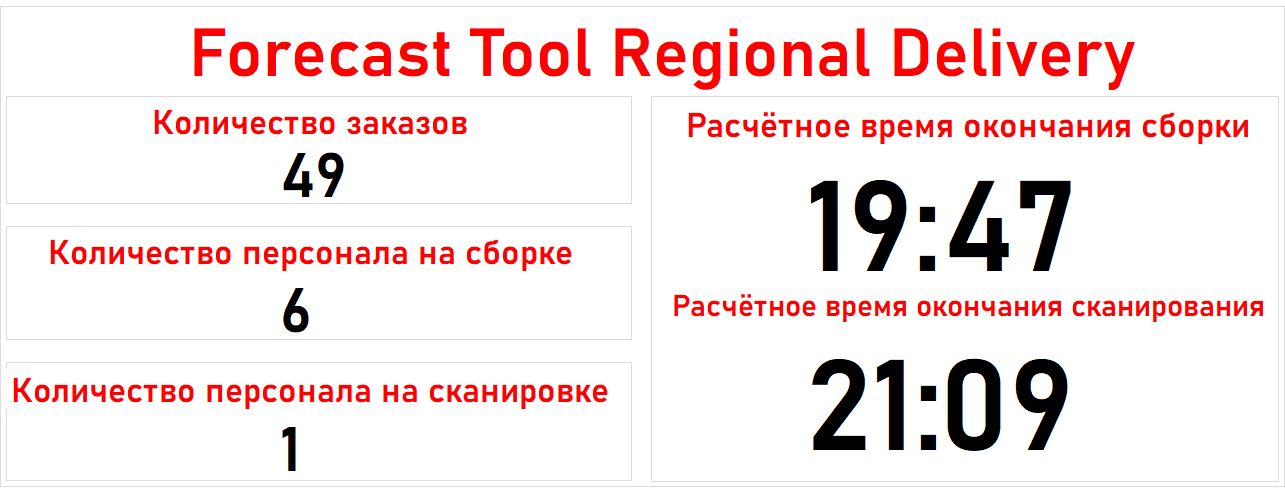 Forecast Tool Regional Delivery
Количество заказов
49
Количество персонала на сборке
6
Количество персонала на сканировке
1
Расчётное время окончания сборки
19:47
Расчётное время окончания сканирования
21:09